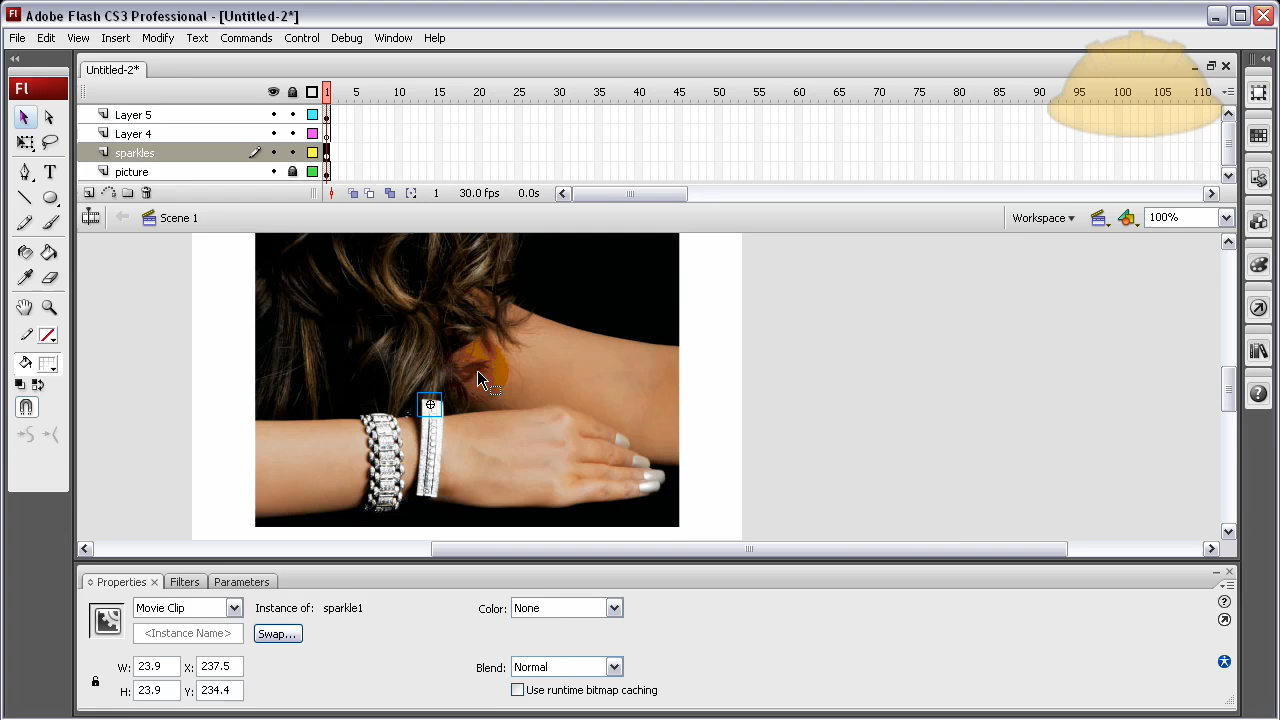 Adobe Flash CS3 Professional - [Untitled-2*]
File Edit View Insert Modify Text Commands Control Debug Window Help
Untitled-2*
Fl
1 5 10 15 20 25 30 35 40 45 50 55 60 65 70 75 80 85 90 95 100 105 110
Layer 5
Layer 4
sparkles
picture
1 30.0 fps 0.0s
Scene 1
Workspace
100%
Properties Filters Parameters
Movie Clip
Instance of: sparkle1
Color: None
<Instance Name>
Swap...
W: 23.9 X: 237.5
Blend: Normal
H: 23.9 Y: 234.4
Use runtime bitmap caching